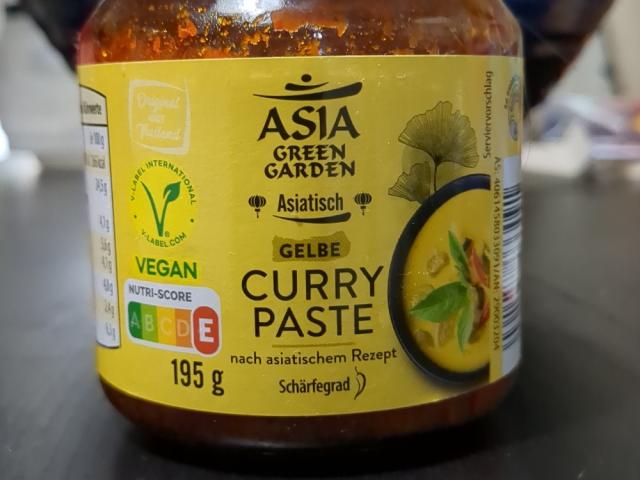 Original
aus
Thailand
ASIA
GREEN
GARDEN
Asiatisch
V-LABEL INTERNATIONAL
V-LABEL.COM
VEGAN
NUTRI-SCORE
A B C D E
195 g
GELBE
CURRY
PASTE
nach asiatischem Rezept
Schärfegrad
Serviervorschlag